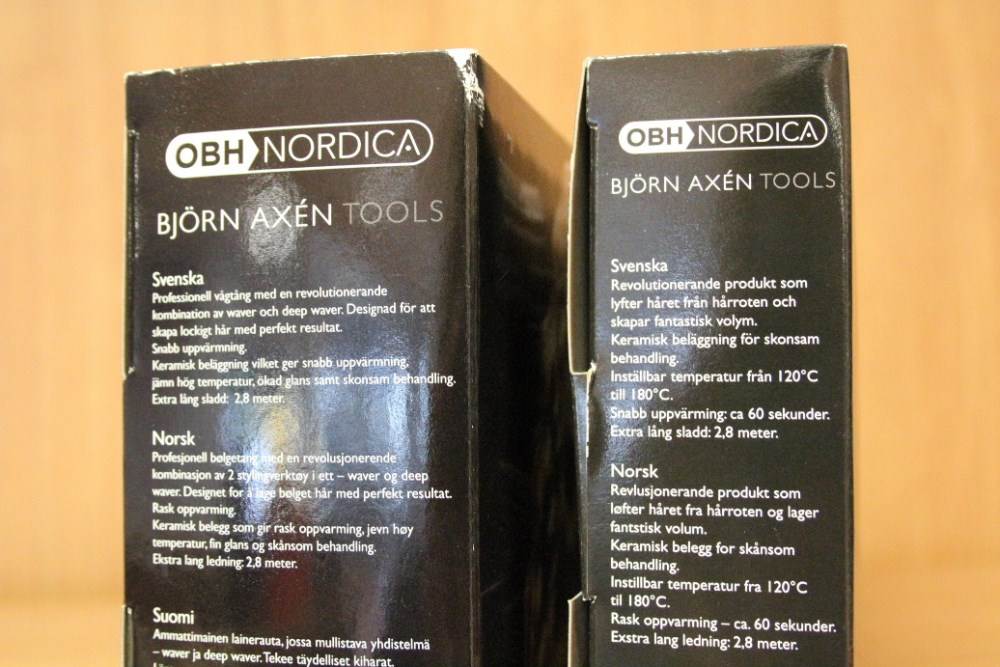 OBH NORDICA
BJÖRN AXÉN TOOLS
Svenska
Professionell vågtång med en revolutionerande
kombination av waver och deep waver. Designad för att
skapa lockigt hår med perfekt resultat.
Snabb uppvärmning.
Keramisk beläggning vilket ger snabb uppvärmning,
jämn hög temperatur, ökad glans samt skonsam behandling.
Extra lång sladd: 2,8 meter.
Norsk
Profesjonell bølgetang med en revolusjonerende
kombinasjon av 2 stylingverktøy i ett – waver og deep
waver. Designet for å lage bølget hår med perfekt resultat.
Rask oppvarming.
Keramisk belegg som gir rask oppvarming, jevn høy
temperatur, fin glans og skånsom behandling.
Ekstra lang ledning: 2,8 meter.
Suomi
Ammattimainen lainerauta, jossa mullistava yhdistelmä
– waver ja deep waver. Tekee täydelliset kiharat.
OBH NORDICA
BJÖRN AXÉN TOOLS
Svenska
Revolutionerande produkt som
lyfter håret från hårroten och
skapar fantastisk volym.
Keramisk beläggning för skonsam
behandling.
Inställbar temperatur från 120°C
till 180°C.
Snabb uppvärming: ca 60 sekunder.
Extra lång sladd: 2,8 meter.
Norsk
Revlusjonerande produkt som
løfter håret fra hårroten og lager
fantstisk volum.
Keramisk belegg for skånsom
behandling.
Instillbar temperatur fra 120°C
til 180°C.
Rask oppvarming – ca. 60 sekunder.
Exstra lang ledning: 2,8 meter.